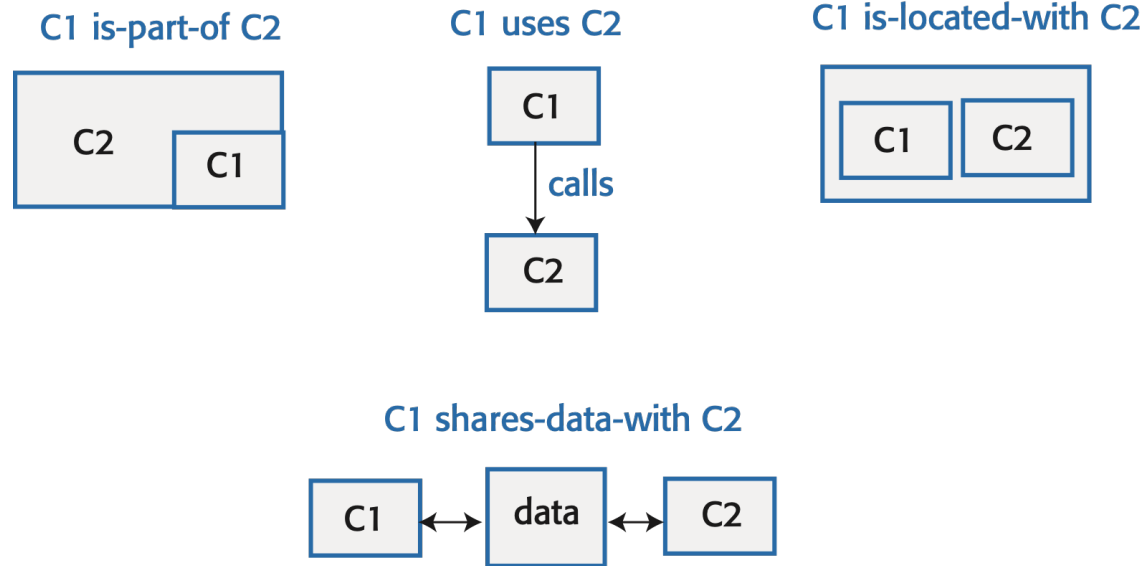 C1 is-part-of C2
C2
C1
C1 uses C2
C1
calls
C2
C1 is-located-with C2
C1
C2
C1 shares-data-with C2
C1
data
C2